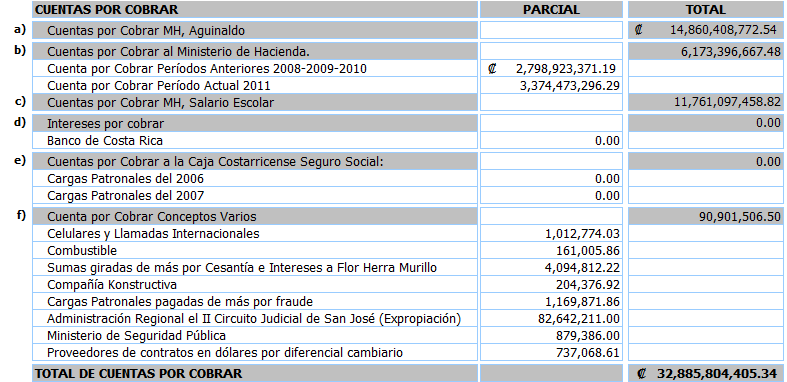 CUENTAS POR COBRAR PARCIAL TOTAL
a) Cuentas por Cobrar MH, Aguinaldo ₡ 14,860,408,772.54
b) Cuentas por Cobrar al Ministerio de Hacienda. 6,173,396,667.48
Cuenta por Cobrar Períodos Anteriores 2008-2009-2010 ₡ 2,798,923,371.19
Cuenta por Cobrar Período Actual 2011 3,374,473,296.29
c) Cuentas por Cobrar MH, Salario Escolar 11,761,097,458.82
d) Intereses por cobrar 0.00
Banco de Costa Rica 0.00
e) Cuentas por Cobrar a la Caja Costarricense Seguro Social: 0.00
Cargas Patronales del 2006 0.00
Cargas Patronales del 2007 0.00
f) Cuenta por Cobrar Conceptos Varios 90,901,506.50
Celulares y Llamadas Internacionales 1,012,774.03
Combustible 161,005.86
Sumas giradas de más por Cesantía e Intereses a Flor Herra Murillo 4,094,812.22
Compañía Konstructiva 204,376.92
Cargas Patronales pagadas de más por fraude 1,169,871.86
Administración Regional el II Circuito Judicial de San José (Expropiación) 82,642,211.00
Ministerio de Seguridad Pública 879,386.00
Proveedores de contratos en dólares por diferencial cambiario 737,068.61
TOTAL DE CUENTAS POR COBRAR ₡ 32,885,804,405.34